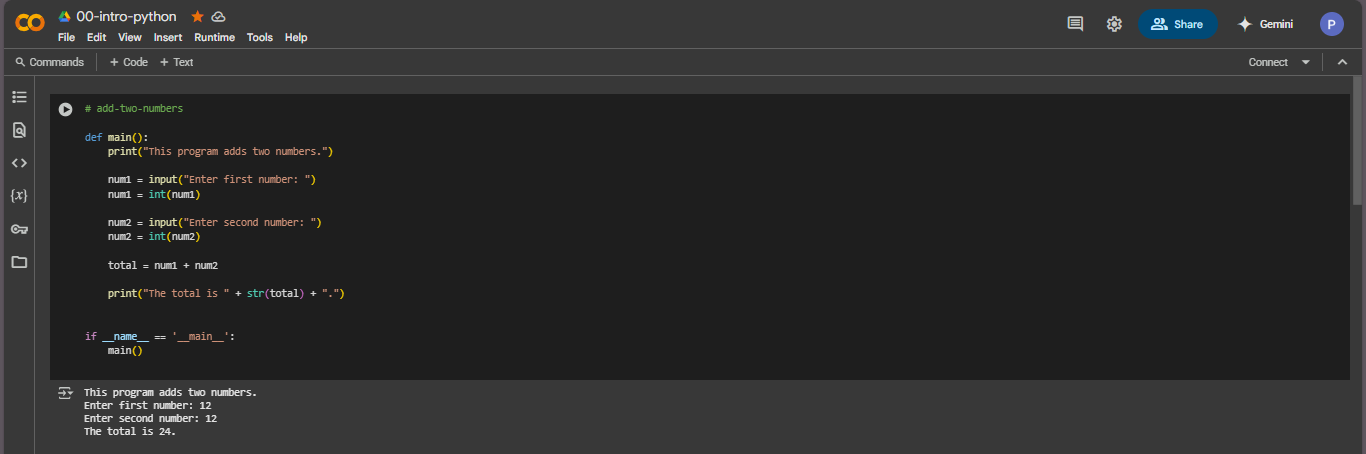 00-intro-python
File Edit View Insert Runtime Tools Help
Share
Gemini
P
Commands + Code + Text
Connect
# add-two-numbers
def main():
    print("This program adds two numbers.")
    num1 = input("Enter first number: ")
    num1 = int(num1)
    num2 = input("Enter second number: ")
    num2 = int(num2)
    total = num1 + num2
    print("The total is " + str(total) + ".")
if __name__ == '__main__':
    main()
This program adds two numbers.
Enter first number: 12
Enter second number: 12
The total is 24.